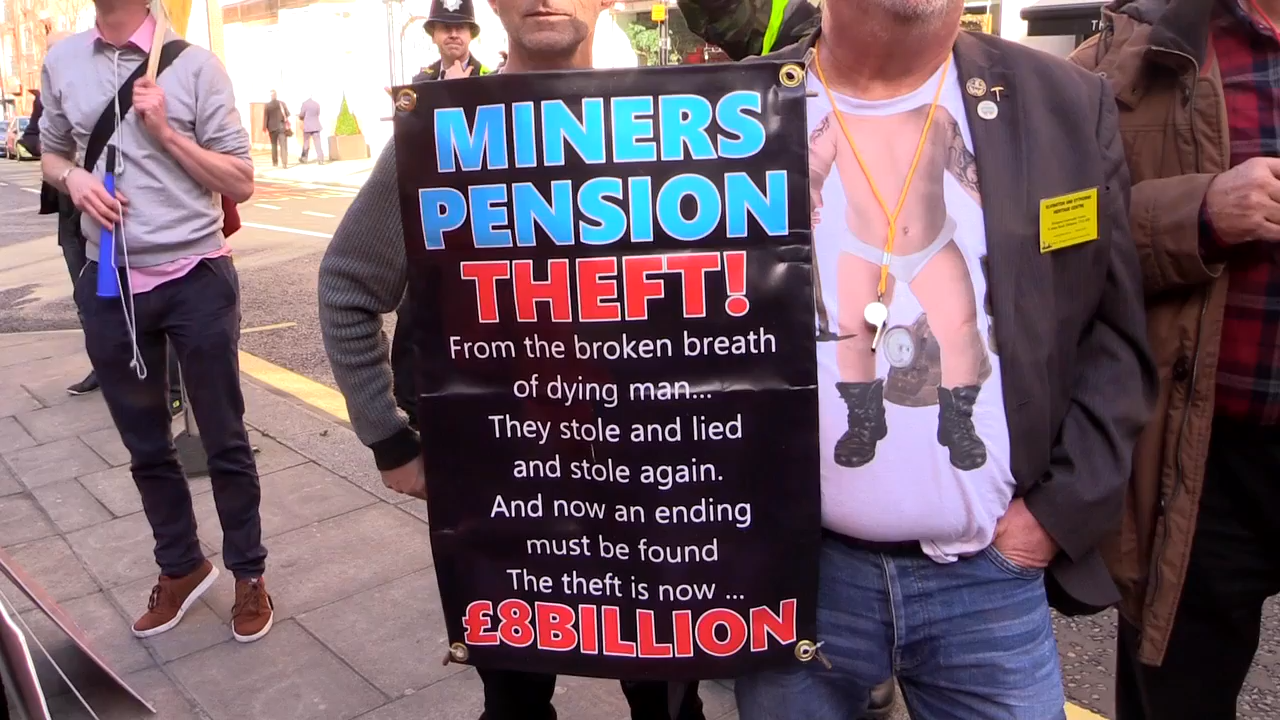 MINERS
PENSION
THEFT!
From the broken breath
of dying man...
They stole and lied
and stole again.
And now an ending
must be found
The theft is now ...
£8BILLION